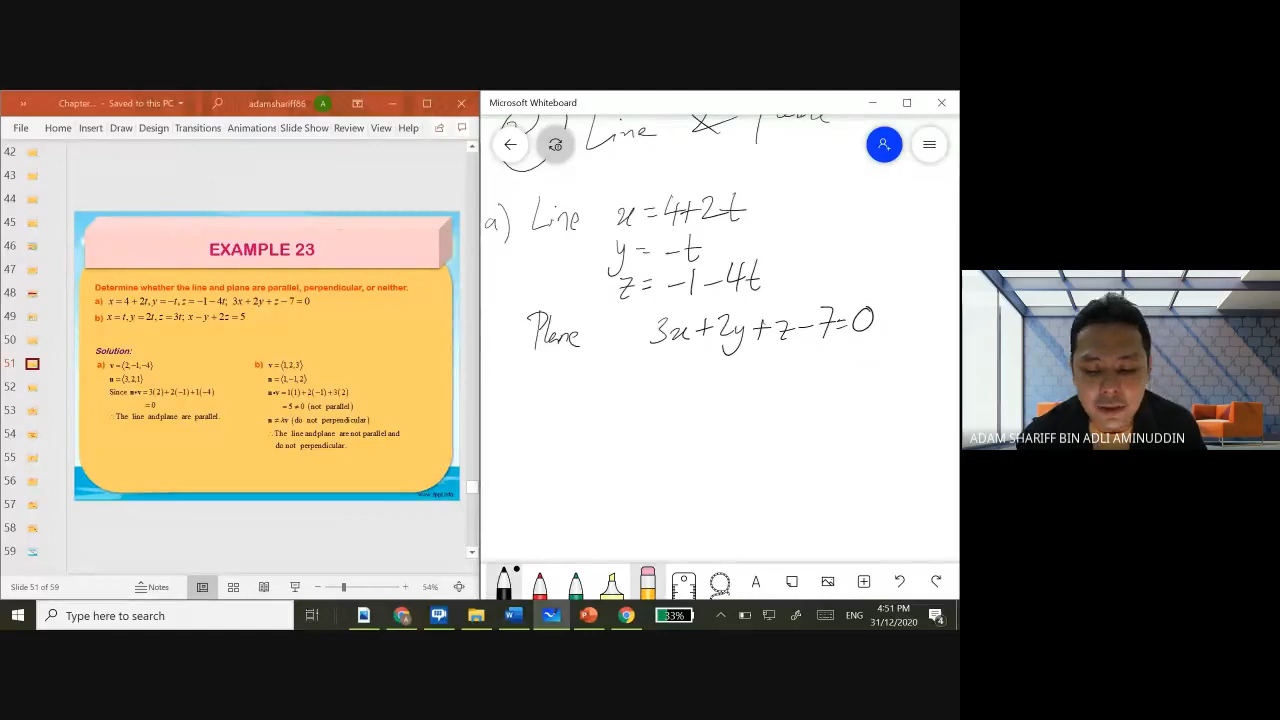 Chapter... - Saved to this PC
adamshariff86
A
File Home Insert Draw Design Transitions Animations Slide Show Review View Help
42
43
44
45
46
47
48
49
50
51
52
53
54
55
56
57
58
59
EXAMPLE 23
Determine whether the line and plane are parallel, perpendicular, or neither.
a) x = 4 + 2t, y = −t, z = −1 − 4t; 3x + 2y + z − 7 = 0
b) x = t, y = 2t, z = 3t; x − y + 2z = 5
Solution:
a) v = ⟨2,−1,−4⟩
n = ⟨3,2,1⟩
Since n•v = 3(2) + 2(−1) + 1(−4)
= 0
∴ The line and plane are parallel.
b) v = ⟨1,2,3⟩
n = ⟨1,−1,2⟩
n•v = 1(1) + 2(−1) + 3(2)
= 5 ≠ 0 (not parallel)
n ≠ λv (do not perpendicular)
∴ The line and plane are not parallel and
do not perpendicular.
Slide 51 of 59
Notes
54%
Microsoft Whiteboard
Line & Plane
a) Line x = 4+2t
y = -t
z = -1-4t
Plane 3x+2y+z-7=0
A
ADAM SHARIFF BIN ADLI AMINUDDIN
Type here to search
33%
ENG
4:51 PM
31/12/2020
4